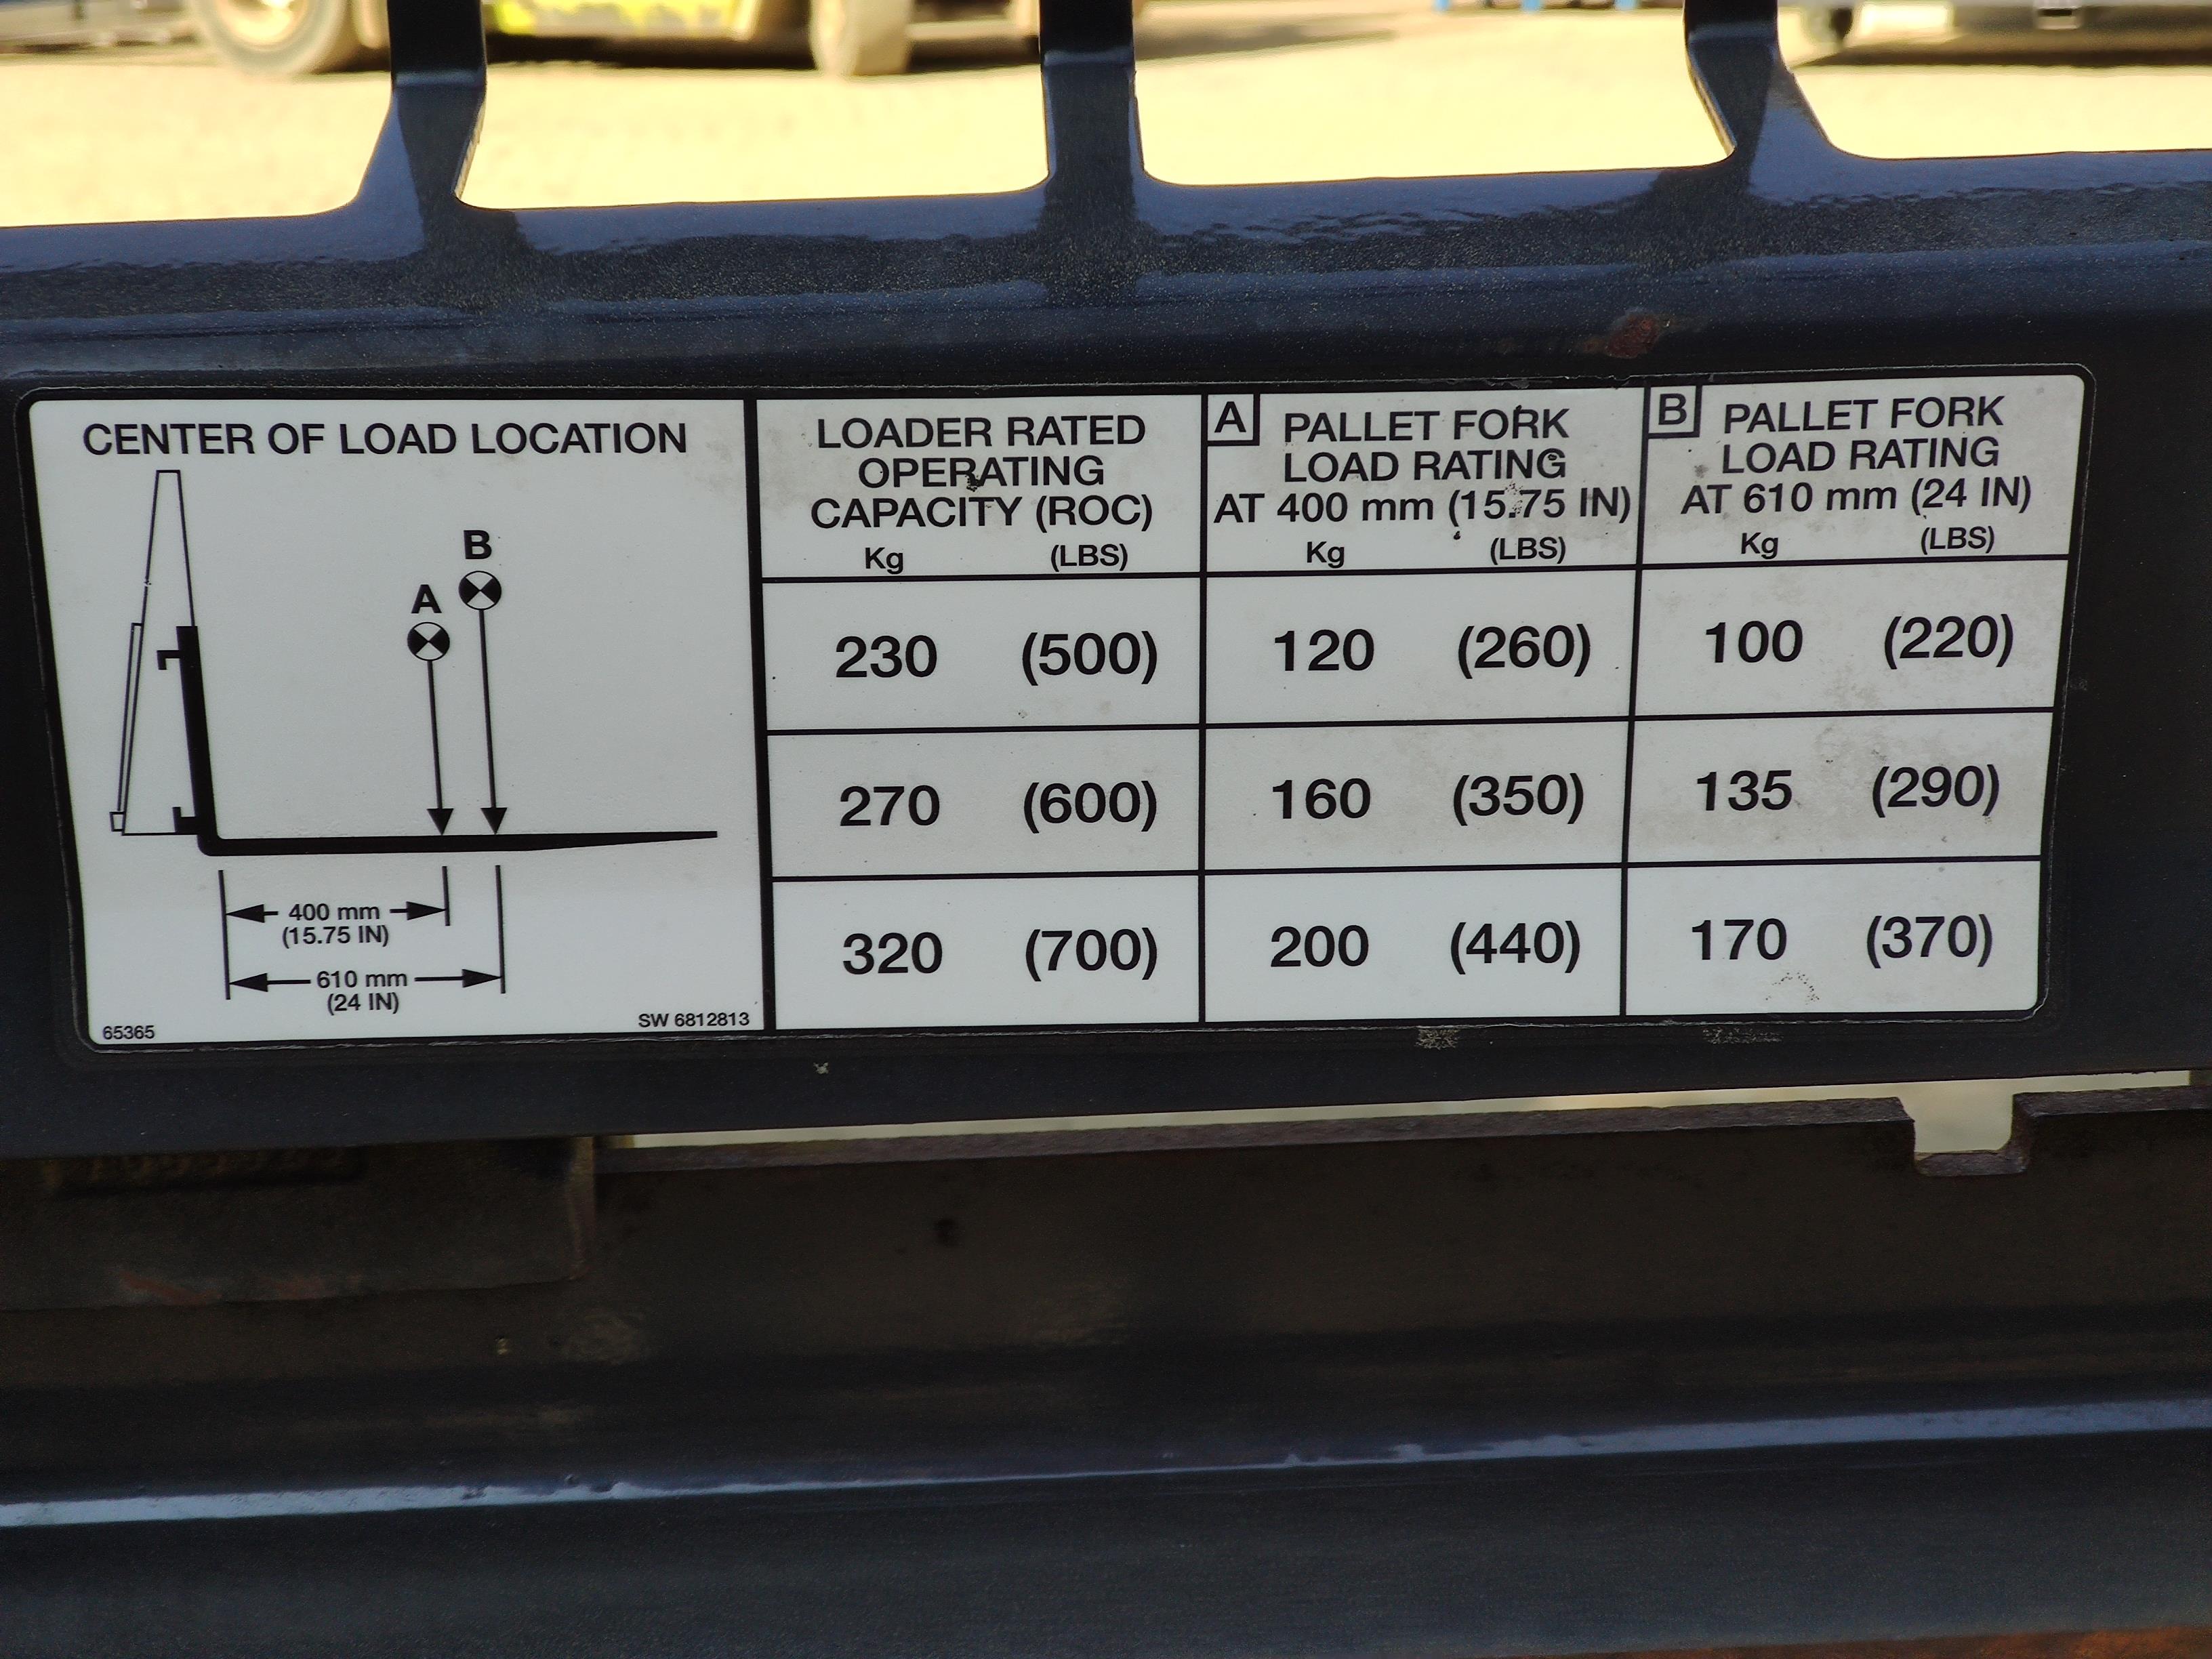 CENTER OF LOAD LOCATION
B
A
400 mm
(15.75 IN)
610 mm
(24 IN)
65365
SW 6812813
LOADER RATED
OPERATING
CAPACITY (ROC)
Kg (LBS)
A PALLET FORK
LOAD RATING
AT 400 mm (15.75 IN)
Kg (LBS)
B PALLET FORK
LOAD RATING
AT 610 mm (24 IN)
Kg (LBS)
230 (500) 120 (260) 100 (220)
270 (600) 160 (350) 135 (290)
320 (700) 200 (440) 170 (370)